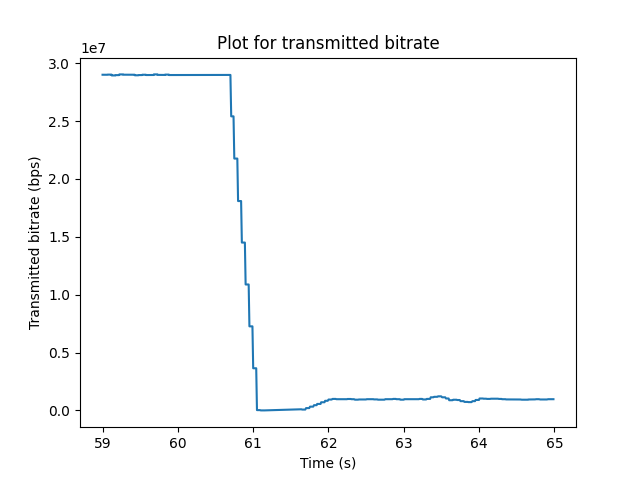 Plot for transmitted bitrate
1e7
3.0
2.5
2.0
1.5
1.0
0.5
0.0
Transmitted bitrate (bps)
59 60 61 62 63 64 65
Time (s)